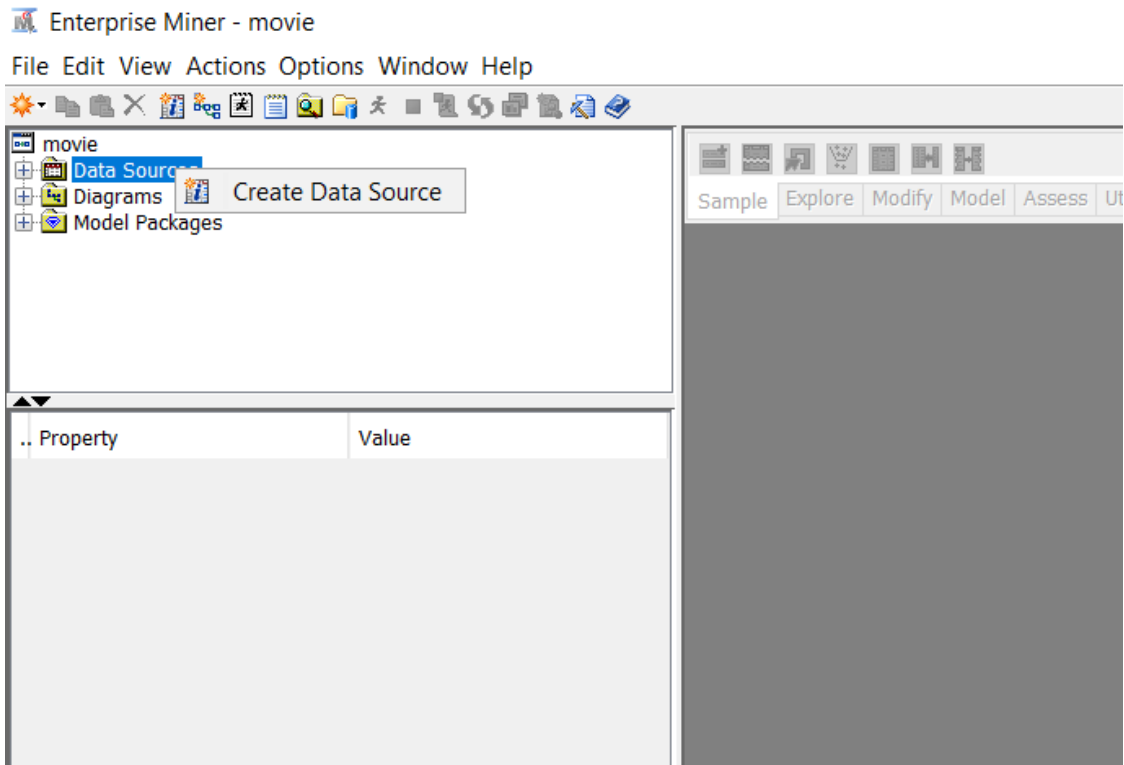 Enterprise Miner - movie
File Edit View Actions Options Window Help
movie
Data Sources
Create Data Source
Diagrams
Model Packages
Sample Explore Modify Model Assess Ut
.. Property Value